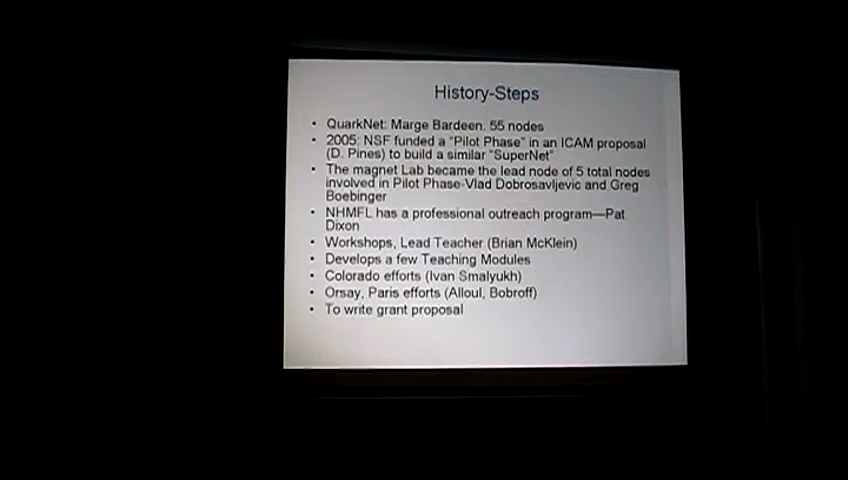 History-Steps
• QuarkNet: Marge Bardeen, 55 nodes
• 2005: NSF funded a "Pilot Phase" in an ICAM proposal
(D. Pines) to build a similar "SuperNet"
• The magnet Lab became the lead node of 5 total nodes
involved in Pilot Phase-Vlad Dobrosavljevic and Greg
Boebinger
• NHMFL has a professional outreach program—Pat
Dixon
• Workshops, Lead Teacher (Brian McKlein)
• Develops a few Teaching Modules
• Colorado efforts (Ivan Smalyukh)
• Orsay, Paris efforts (Alloul, Bobroff)
• To write grant proposal